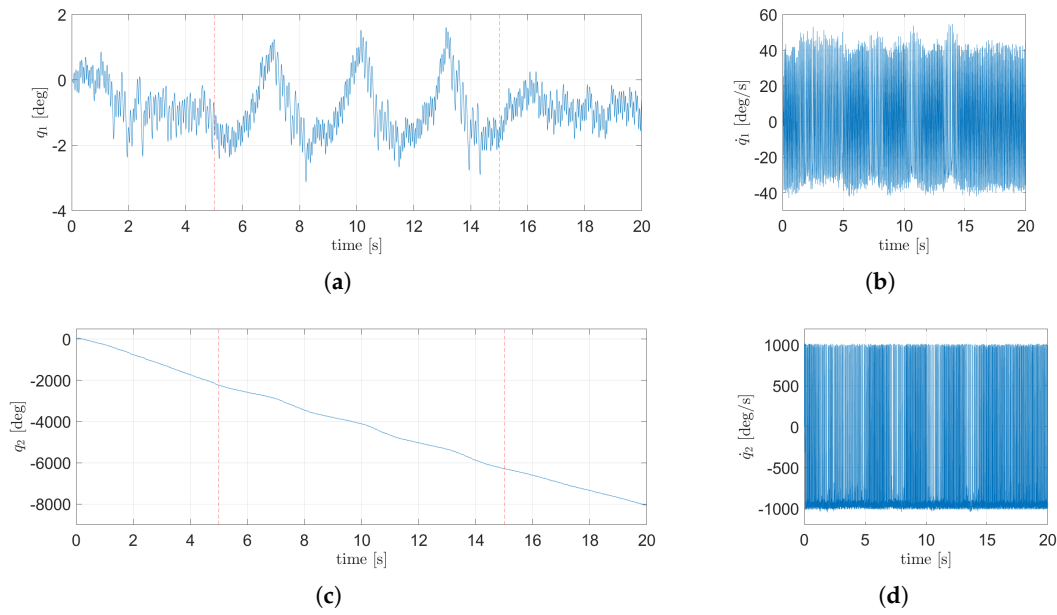 2
0
-2
-4
q₁ [deg]
0 2 4 6 8 10 12 14 16 18 20
time [s]
(a)
60
40
20
0
-20
-40
q̇₁ [deg/s]
0 5 10 15 20
time [s]
(b)
0
-2000
-4000
-6000
-8000
q₂ [deg]
0 2 4 6 8 10 12 14 16 18 20
time [s]
(c)
1000
500
0
-500
-1000
q̇₂ [deg/s]
0 5 10 15 20
time [s]
(d)